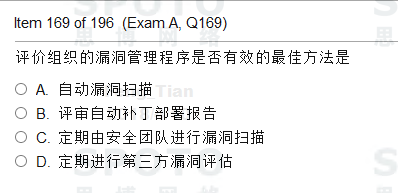 Item 169 of 196 (Exam A, Q169)
评价组织的漏洞管理程序是否有效的最佳方法是
A. 自动漏洞扫描
B. 评审自动补丁部署报告
C. 定期由安全团队进行漏洞扫描
D. 定期进行第三方漏洞评估